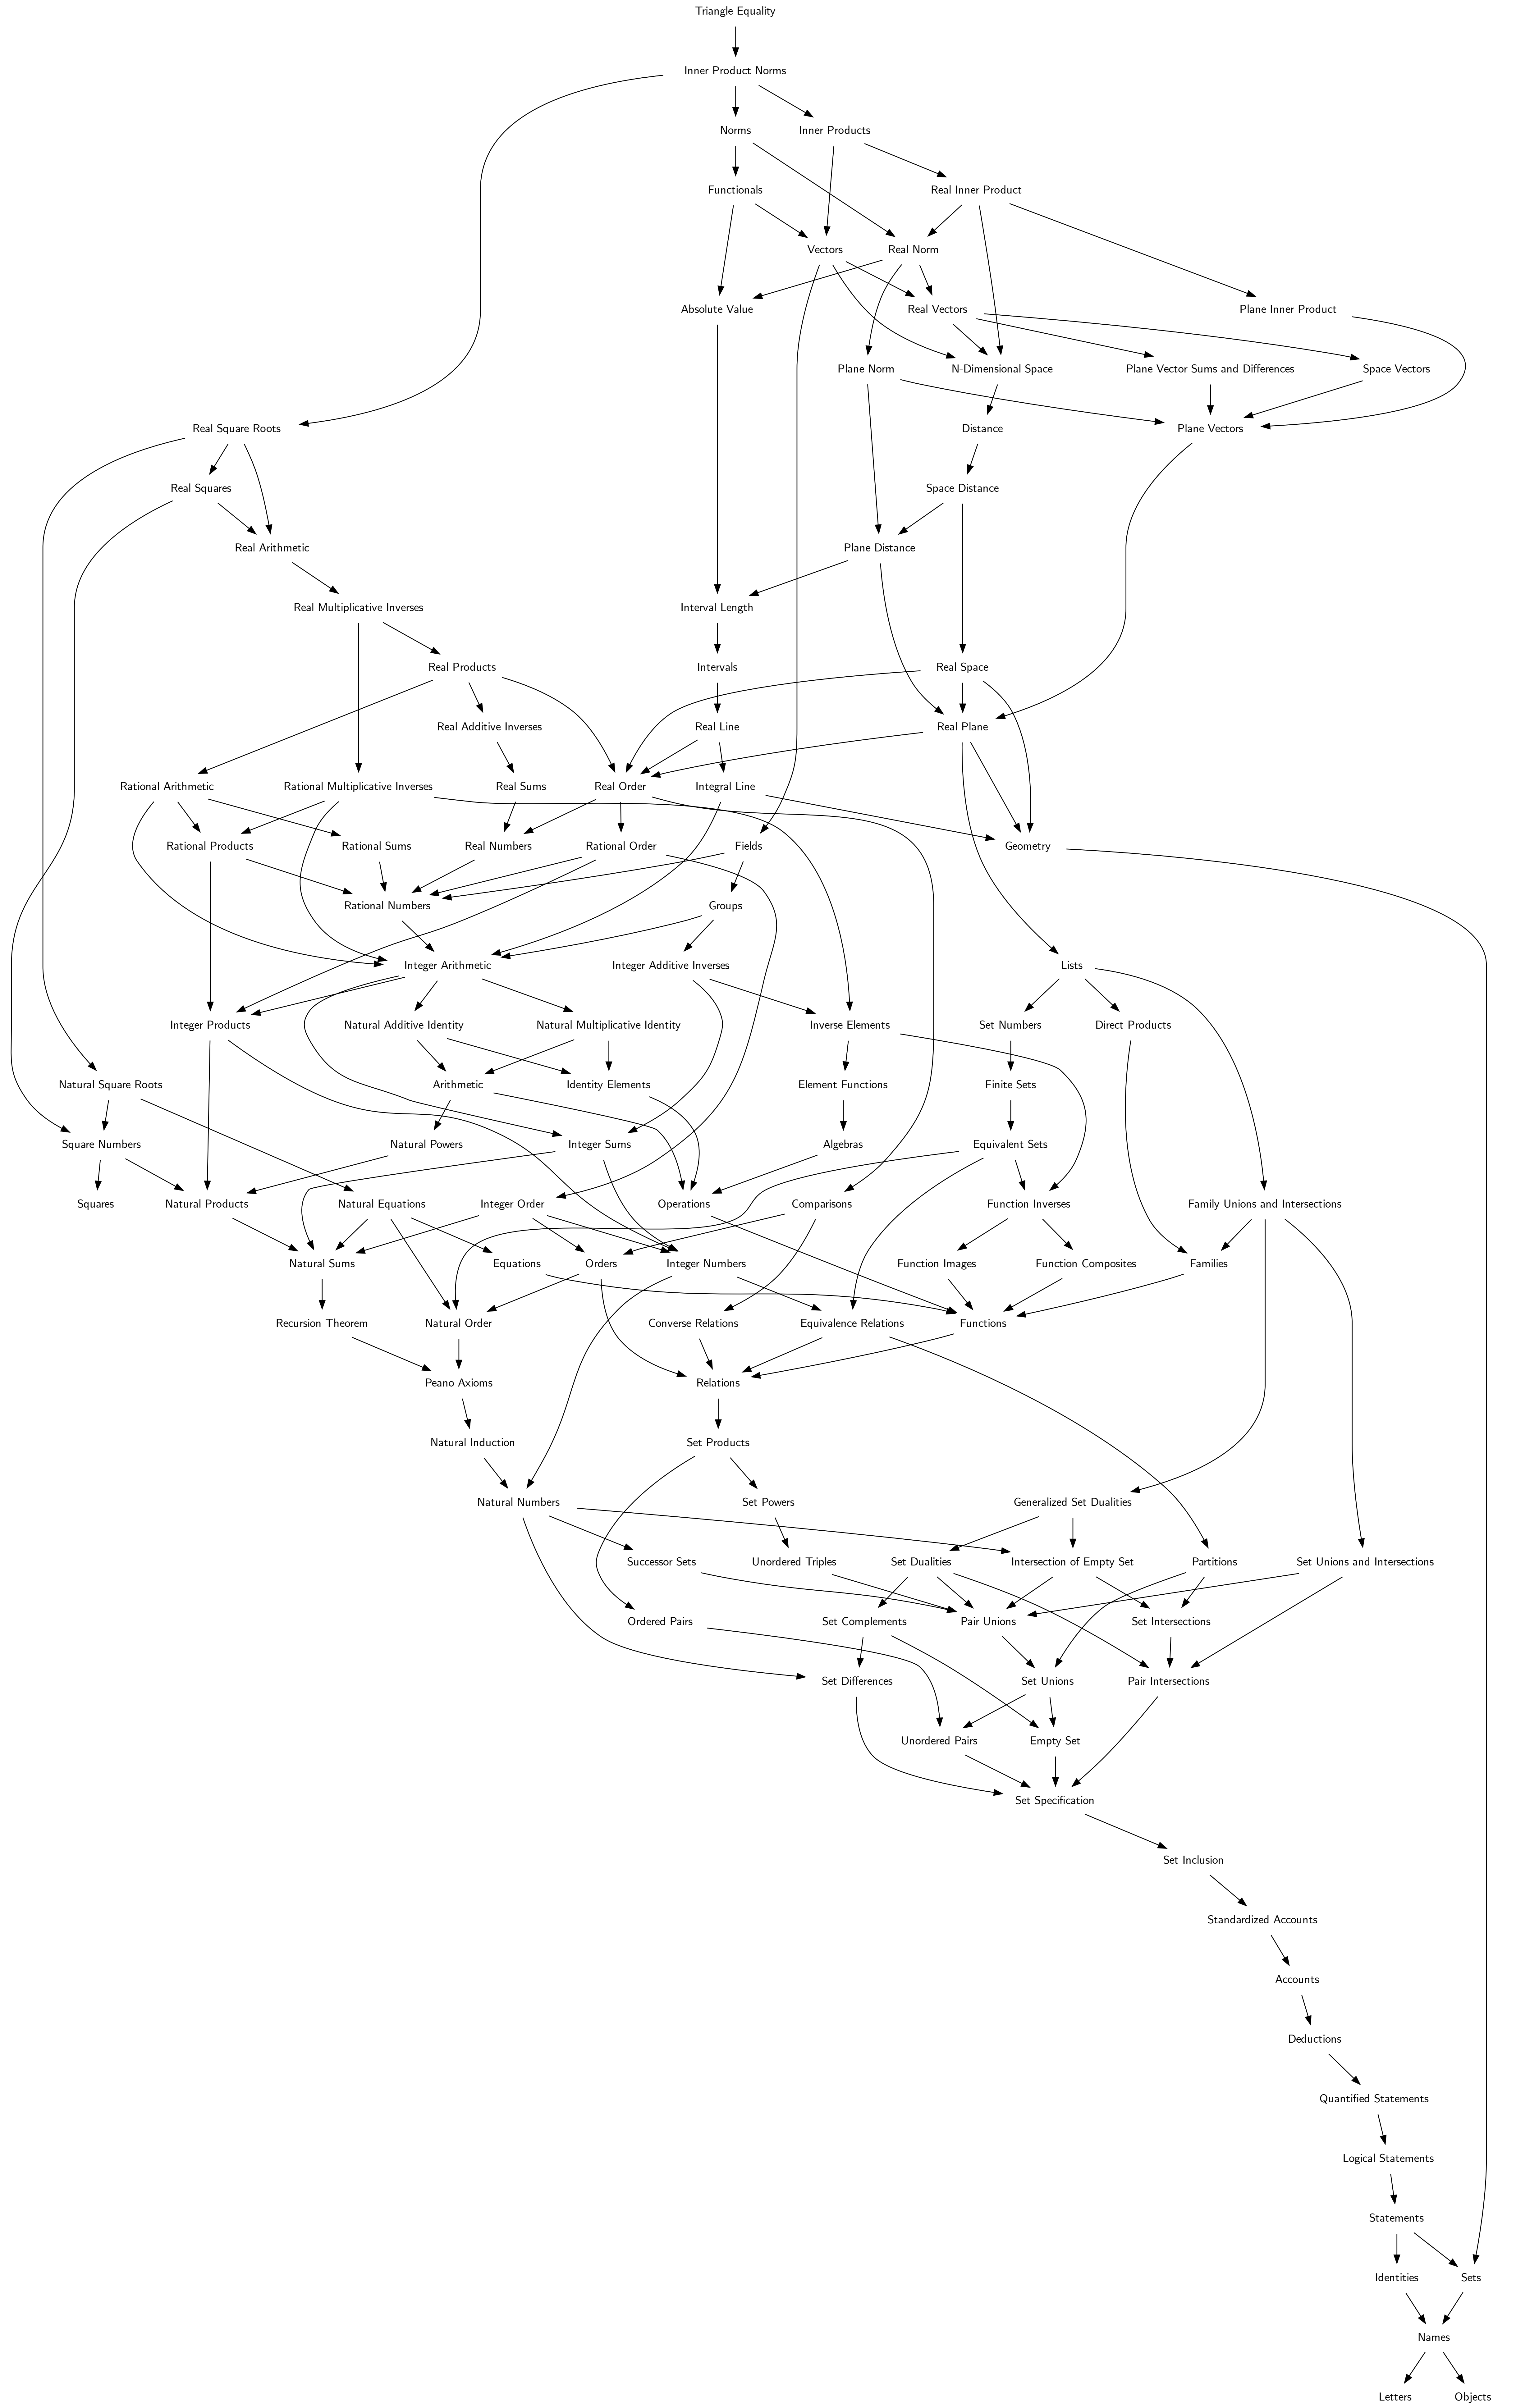 Triangle Equality
Inner Product Norms
Norms
Inner Products
Functionals
Real Inner Product
Vectors
Real Norm
Absolute Value
Real Vectors
Plane Inner Product
Plane Norm
N-Dimensional Space
Plane Vector Sums and Differences
Space Vectors
Real Square Roots
Distance
Plane Vectors
Real Squares
Space Distance
Real Arithmetic
Plane Distance
Real Multiplicative Inverses
Interval Length
Real Products
Intervals
Real Space
Real Additive Inverses
Real Line
Real Plane
Rational Arithmetic
Rational Multiplicative Inverses
Real Sums
Real Order
Integral Line
Rational Products
Rational Sums
Real Numbers
Rational Order
Fields
Geometry
Rational Numbers
Groups
Integer Arithmetic
Integer Additive Inverses
Lists
Integer Products
Natural Additive Identity
Natural Multiplicative Identity
Inverse Elements
Set Numbers
Direct Products
Natural Square Roots
Arithmetic
Identity Elements
Element Functions
Finite Sets
Square Numbers
Natural Powers
Integer Sums
Algebras
Equivalent Sets
Squares
Natural Products
Natural Equations
Integer Order
Operations
Comparisons
Function Inverses
Family Unions and Intersections
Natural Sums
Equations
Orders
Integer Numbers
Function Images
Function Composites
Families
Recursion Theorem
Natural Order
Converse Relations
Equivalence Relations
Functions
Peano Axioms
Relations
Natural Induction
Set Products
Natural Numbers
Set Powers
Generalized Set Dualities
Successor Sets
Unordered Triples
Set Dualities
Intersection of Empty Set
Partitions
Set Unions and Intersections
Ordered Pairs
Set Complements
Pair Unions
Set Intersections
Set Differences
Set Unions
Pair Intersections
Unordered Pairs
Empty Set
Set Specification
Set Inclusion
Standardized Accounts
Accounts
Deductions
Quantified Statements
Logical Statements
Statements
Identities
Sets
Names
Letters
Objects